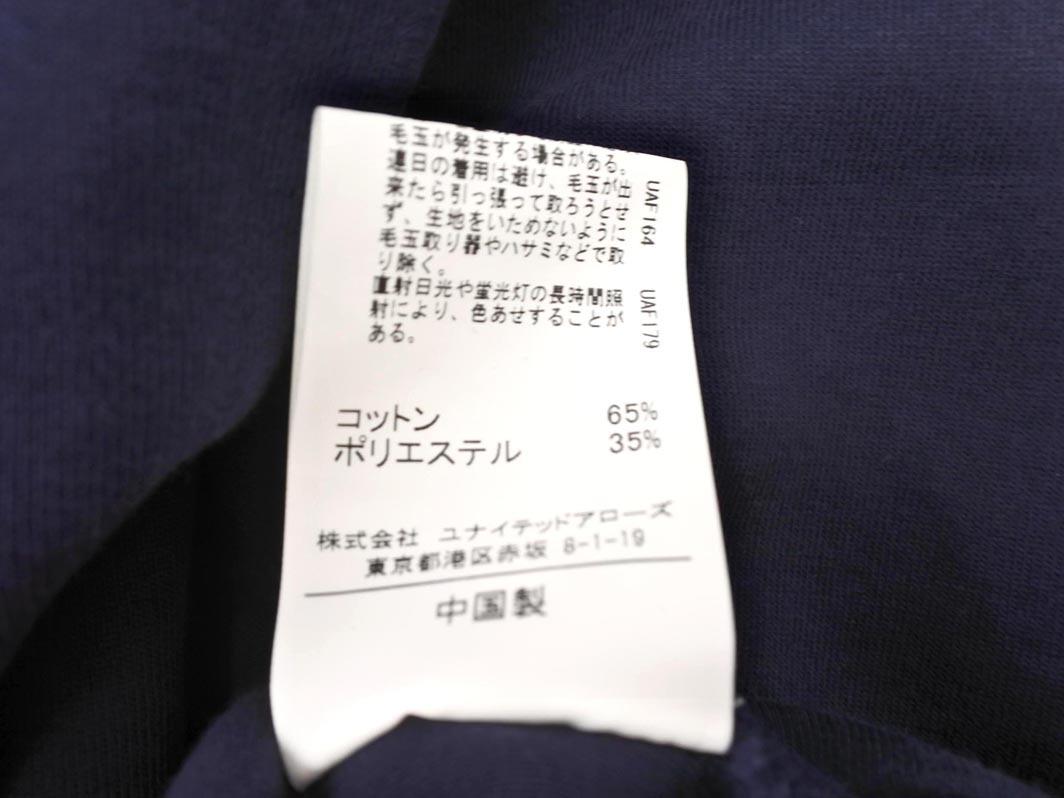 毛玉が発生する場合がある。
連日の着用は避け、毛玉が出
来たら引っ張って取ろうとせ
ず、生地をいためないように
毛玉取り器やハサミなどで取
り除く。
直射日光や蛍光灯の長時間照
射により、色あせすることが
ある。
UAF164 UAF179
コットン 65%
ポリエステル 35%
株式会社 ユナイテッドアローズ
東京都港区赤坂 8-1-19
中国製